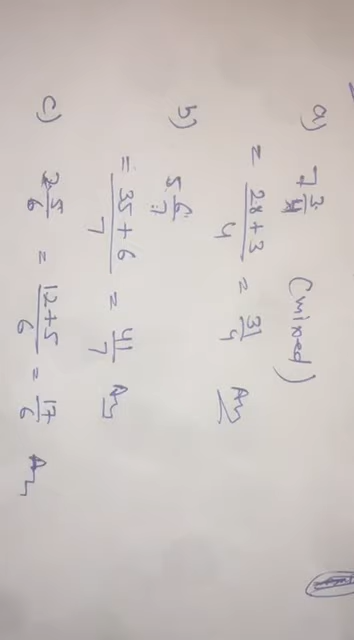 a) 7 3/4 (mixed)
= 28+3/4 = 31/4 Ans
b) 5 6/7
= 35+6/7 = 41/7 Ans
c) 2 5/6 = 12+5/6 = 17/6 Ans